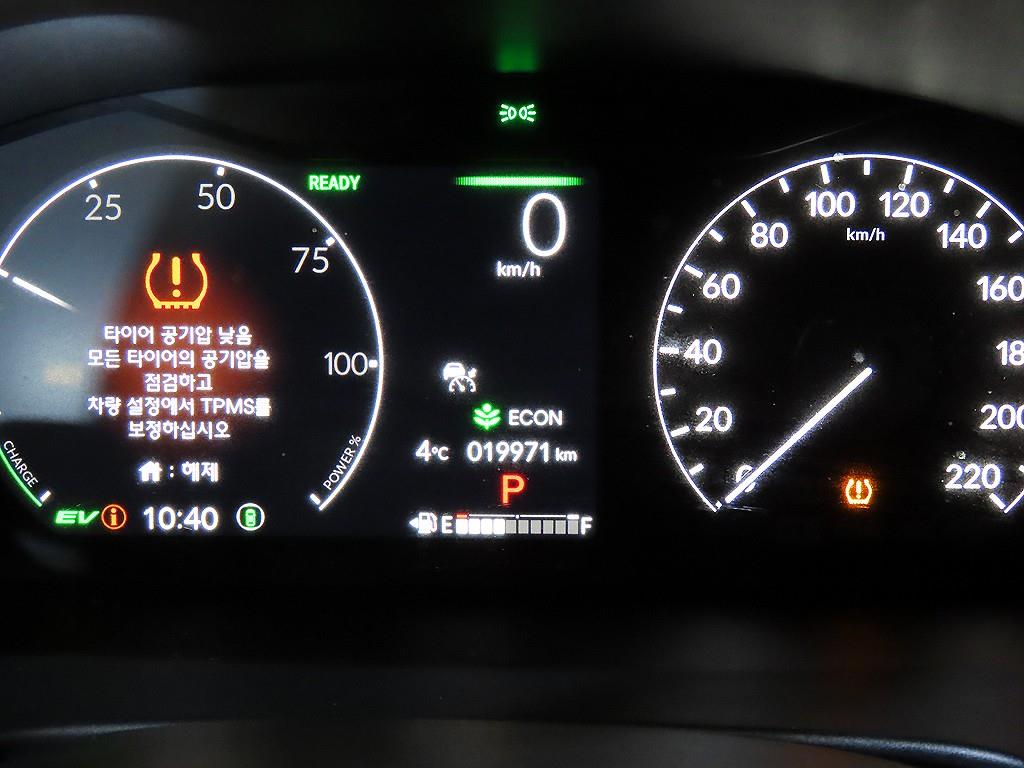 25
50
75
100
타이어 공기압 낮음
모든 타이어의 공기압을
점검하고
차량 설정에서 TPMS를
보정하십시오
: 해제
CHARGE
POWER %
EV 10:40
READY
0
km/h
ECON
4°C 019971 km
P
E F
0
20
40
60
80
100
120
140
160
18
200
220
km/h